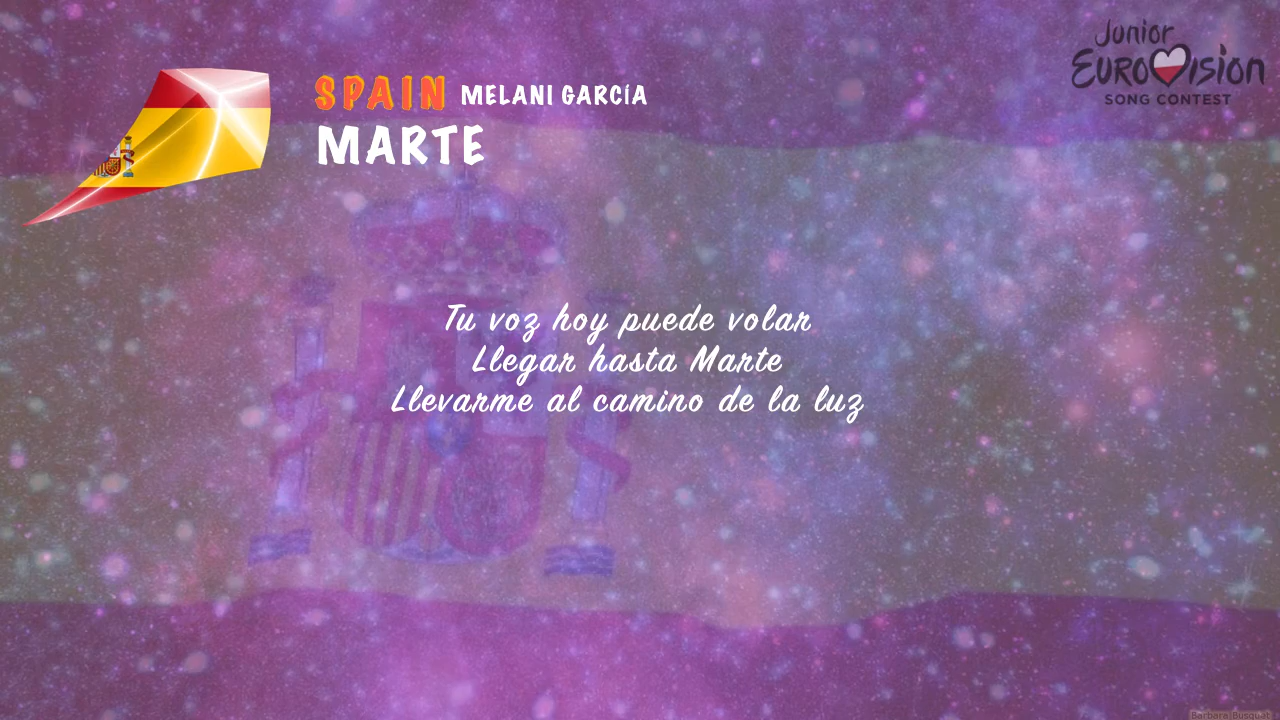 Junior
EUROVISION
SONG CONTEST
SPAIN MELANI GARCÍA
MARTE
Tu voz hoy puede volar
Llegar hasta Marte
Llevarme al camino de la luz